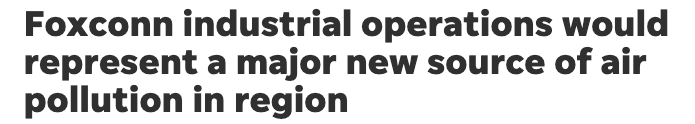 Foxconn industrial operations would
represent a major new source of air
pollution in region